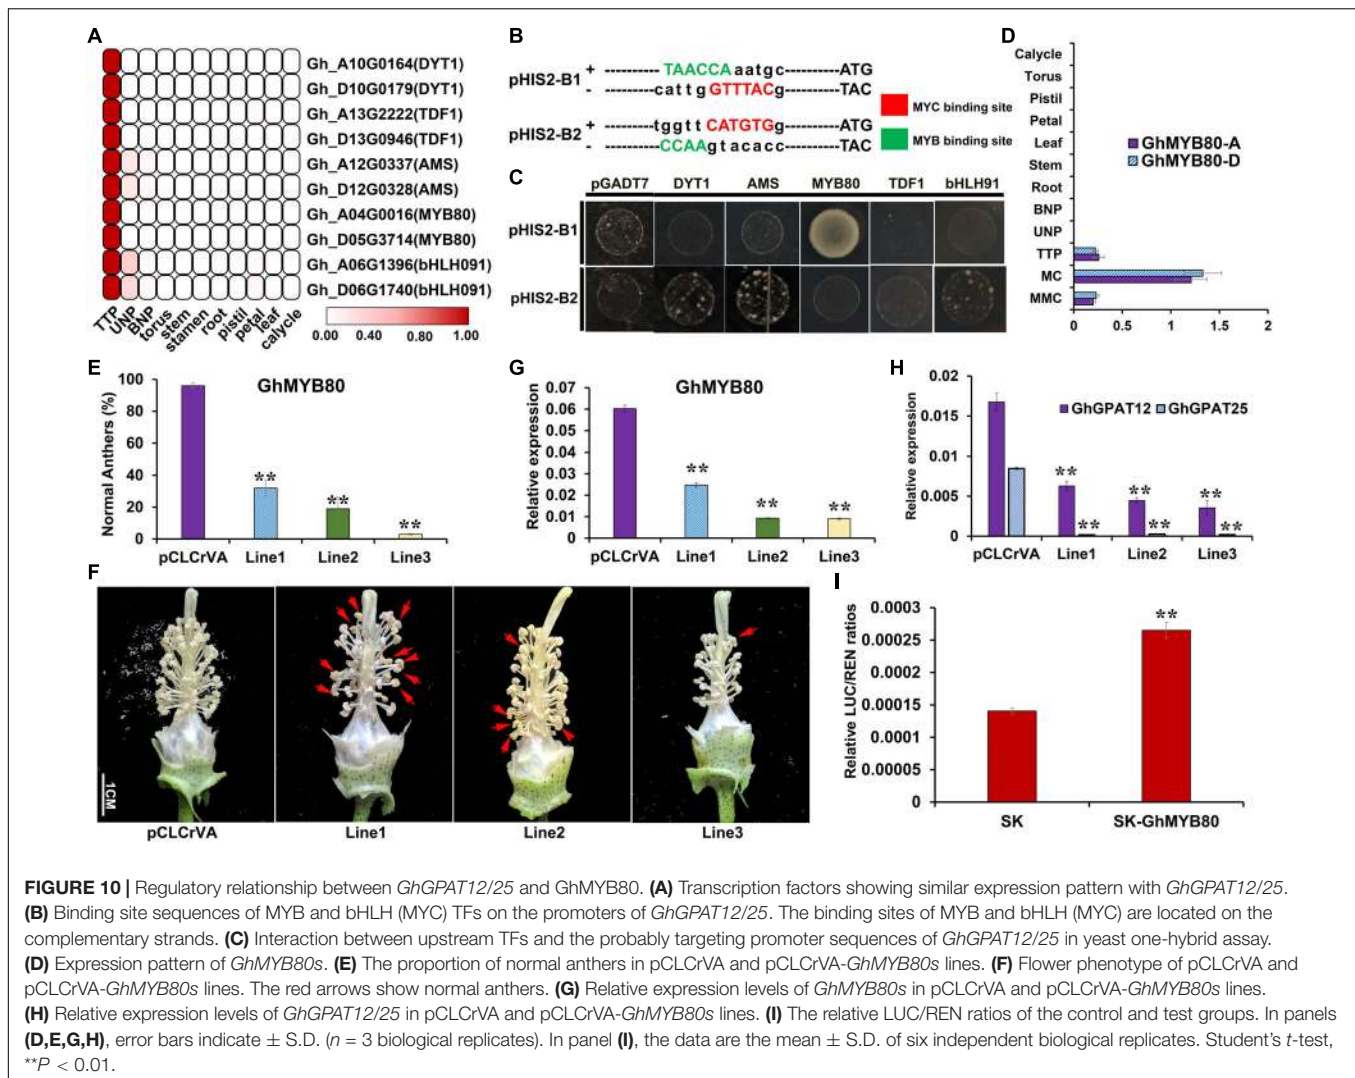 A
Gh_A10G0164(DYT1)
Gh_D10G0179(DYT1)
Gh_A13G2222(TDF1)
Gh_D13G0946(TDF1)
Gh_A12G0337(AMS)
Gh_D12G0328(AMS)
Gh_A04G0016(MYB80)
Gh_D05G3714(MYB80)
Gh_A06G1396(bHLH091)
Gh_D06G1740(bHLH091)
TTP UNP BNP torus stem stamen root pistil petal leaf calycle
0.00 0.40 0.80 1.00
B
pHIS2-B1
+ ---------- TAACCAaatgc----------ATG
- ---------cattgGTTTACg----------TAC
pHIS2-B2
+ ---------tggttCATGTGg----------ATG
- ----------CCAAgtacacc----------TAC
MYC binding site
MYB binding site
C
pGADT7 DYT1 AMS MYB80 TDF1 bHLH91
pHIS2-B1
pHIS2-B2
D
Calycle
Torus
Pistil
Petal
Leaf
Stem
Root
BNP
UNP
TTP
MC
MMC
0 0.5 1 1.5 2
GhMYB80-A
GhMYB80-D
E
GhMYB80
Normal Anthers (%)
100
80
60
40
20
0
** ** **
pCLCrVA Line1 Line2 Line3
G
GhMYB80
Relative expression
0.07
0.06
0.05
0.04
0.03
0.02
0.01
0
** ** **
pCLCrVA Line1 Line2 Line3
H
Relative expression
0.02
0.015
0.01
0.005
0
GhGPAT12 GhGPAT25
** ** ** ** ** **
pCLCrVA Line1 Line2 Line3
F
1CM
pCLCrVA Line1 Line2 Line3
I
Relative LUC/REN ratios
0.0003
0.00025
0.0002
0.00015
0.0001
0.00005
0
**
SK SK-GhMYB80
FIGURE 10 | Regulatory relationship between GhGPAT12/25 and GhMYB80. (A) Transcription factors showing similar expression pattern with GhGPAT12/25.
(B) Binding site sequences of MYB and bHLH (MYC) TFs on the promoters of GhGPAT12/25. The binding sites of MYB and bHLH (MYC) are located on the
complementary strands. (C) Interaction between upstream TFs and the probably targeting promoter sequences of GhGPAT12/25 in yeast one-hybrid assay.
(D) Expression pattern of GhMYB80s. (E) The proportion of normal anthers in pCLCrVA and pCLCrVA-GhMYB80s lines. (F) Flower phenotype of pCLCrVA and
pCLCrVA-GhMYB80s lines. The red arrows show normal anthers. (G) Relative expression levels of GhMYB80s in pCLCrVA and pCLCrVA-GhMYB80s lines.
(H) Relative expression levels of GhGPAT12/25 in pCLCrVA and pCLCrVA-GhMYB80s lines. (I) The relative LUC/REN ratios of the control and test groups. In panels
(D,E,G,H), error bars indicate ± S.D. (n = 3 biological replicates). In panel (I), the data are the mean ± S.D. of six independent biological replicates. Student's t-test,
**P < 0.01.